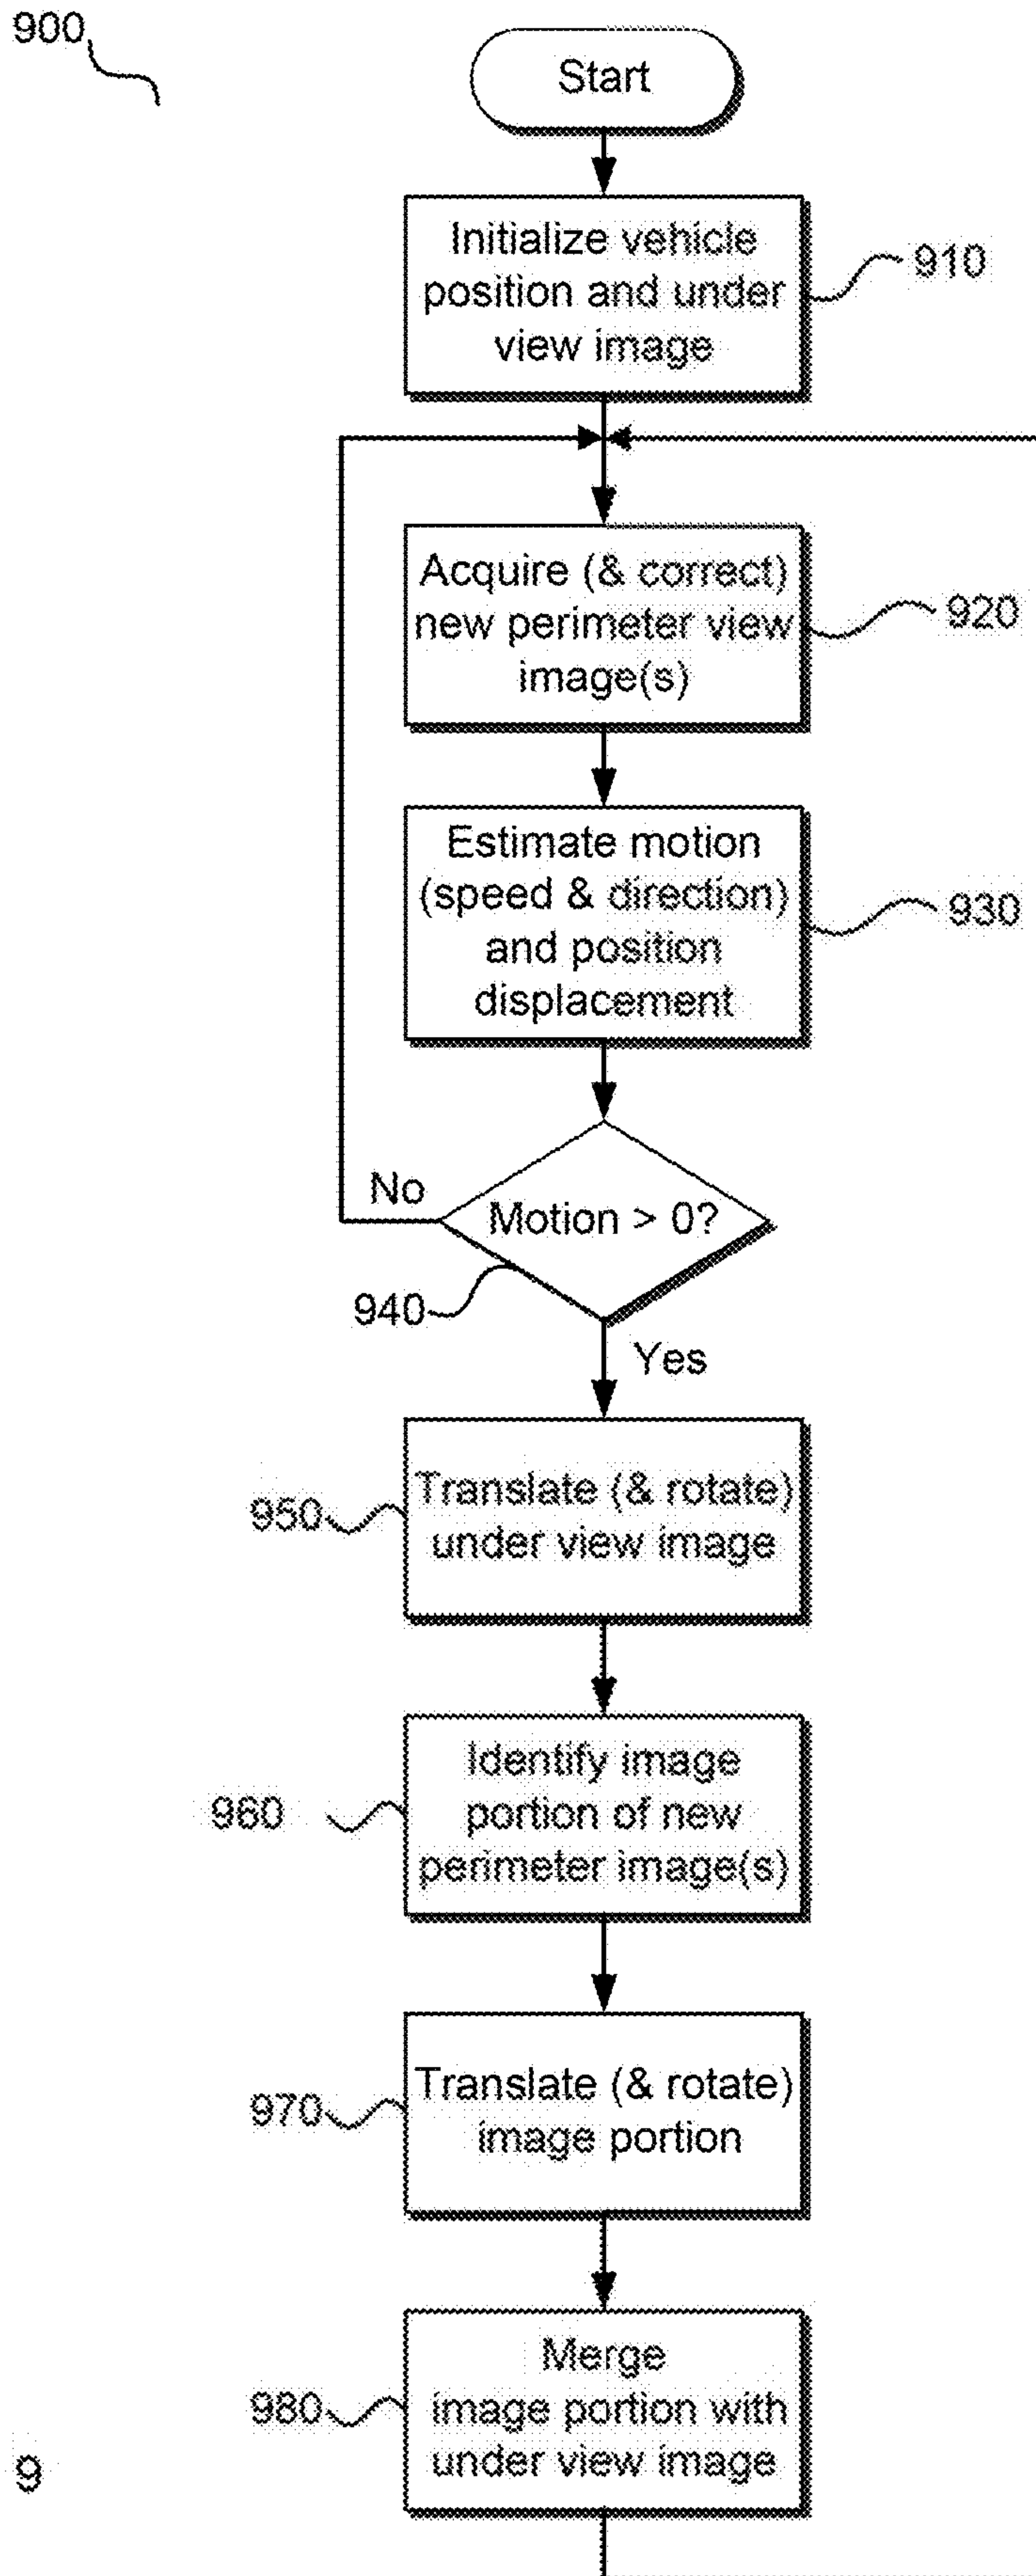 900
Start
Initialize vehicle
position and under
view image
910
Acquire (& correct)
new perimeter view
image(s)
920
Estimate motion
(speed & direction)
and position
displacement
930
No
Motion > 0?
940
Yes
Translate (& rotate)
under view image
950
Identify image
portion of new
perimeter image(s)
960
Translate (& rotate)
image portion
970
Merge
image portion with
under view image
980
9